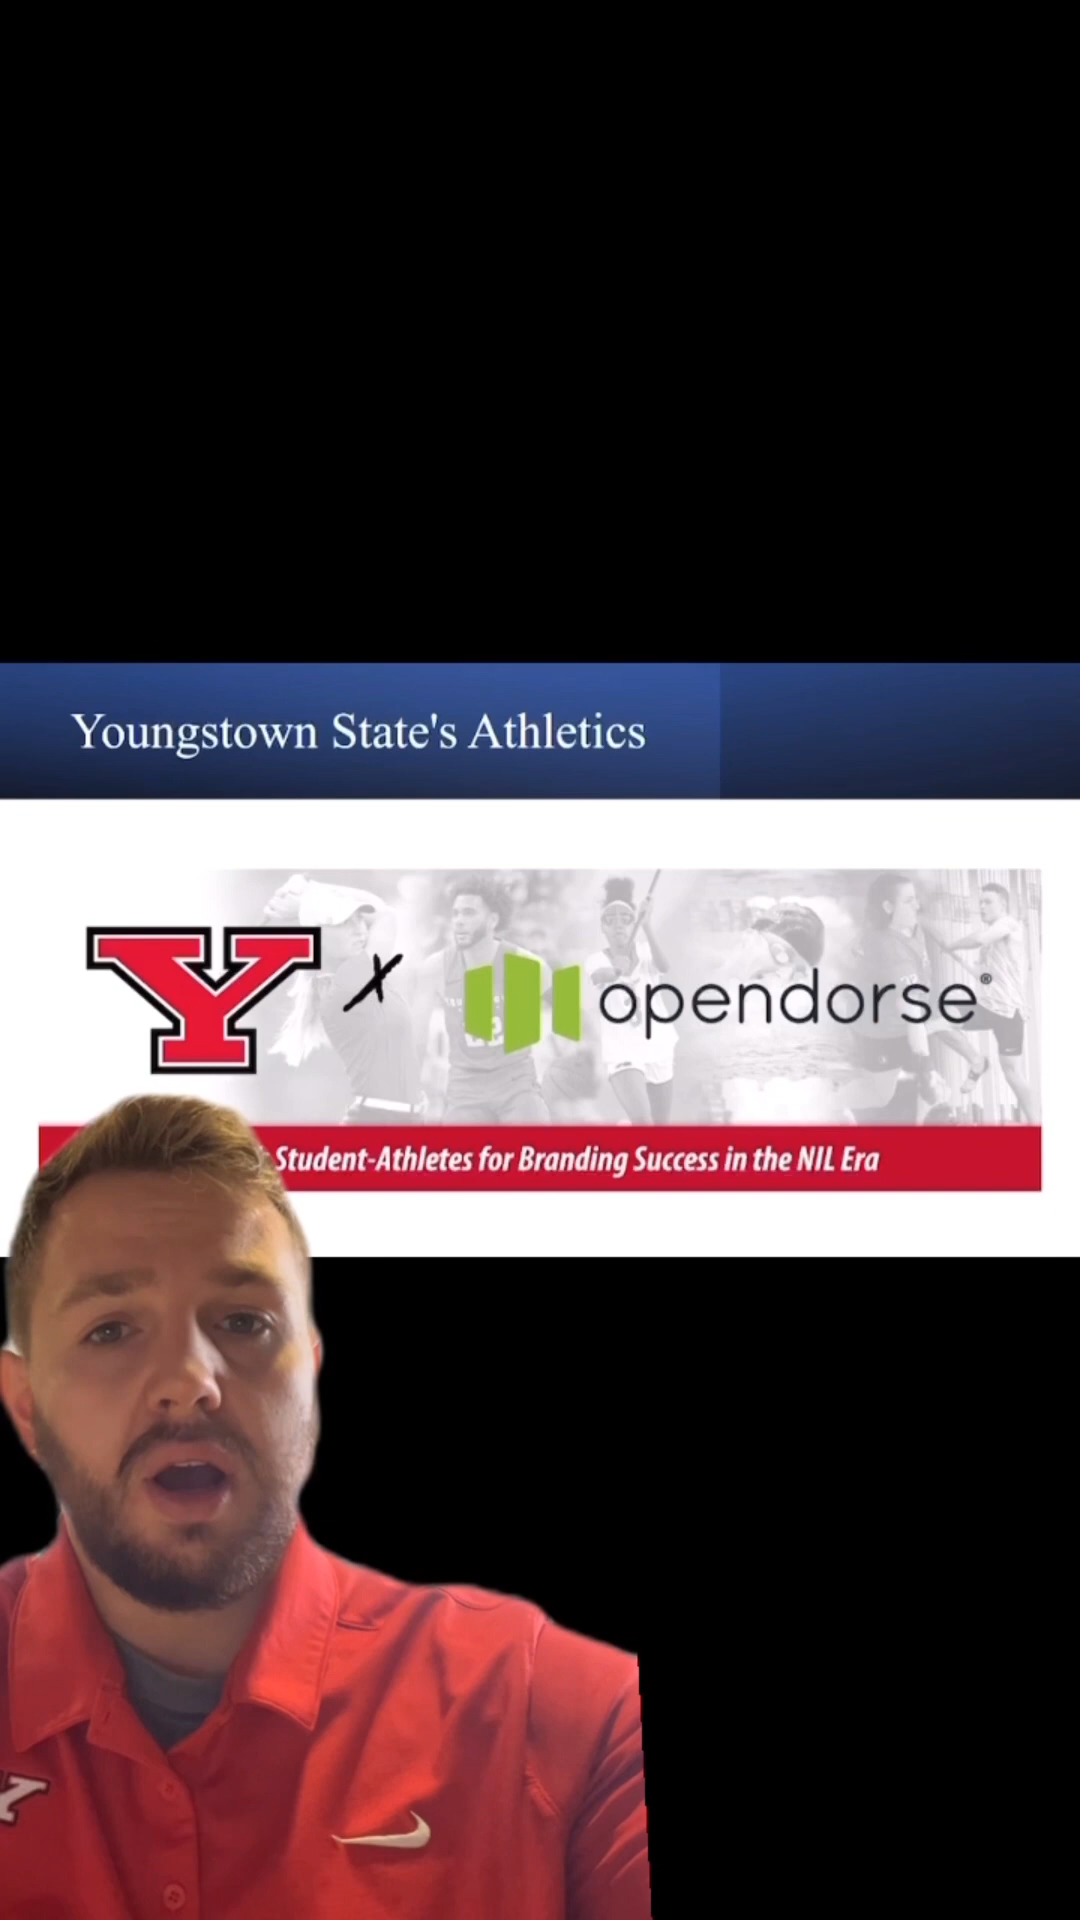 Youngstown State's Athletics
Y x opendorse®
Student-Athletes for Branding Success in the NIL Era
Y